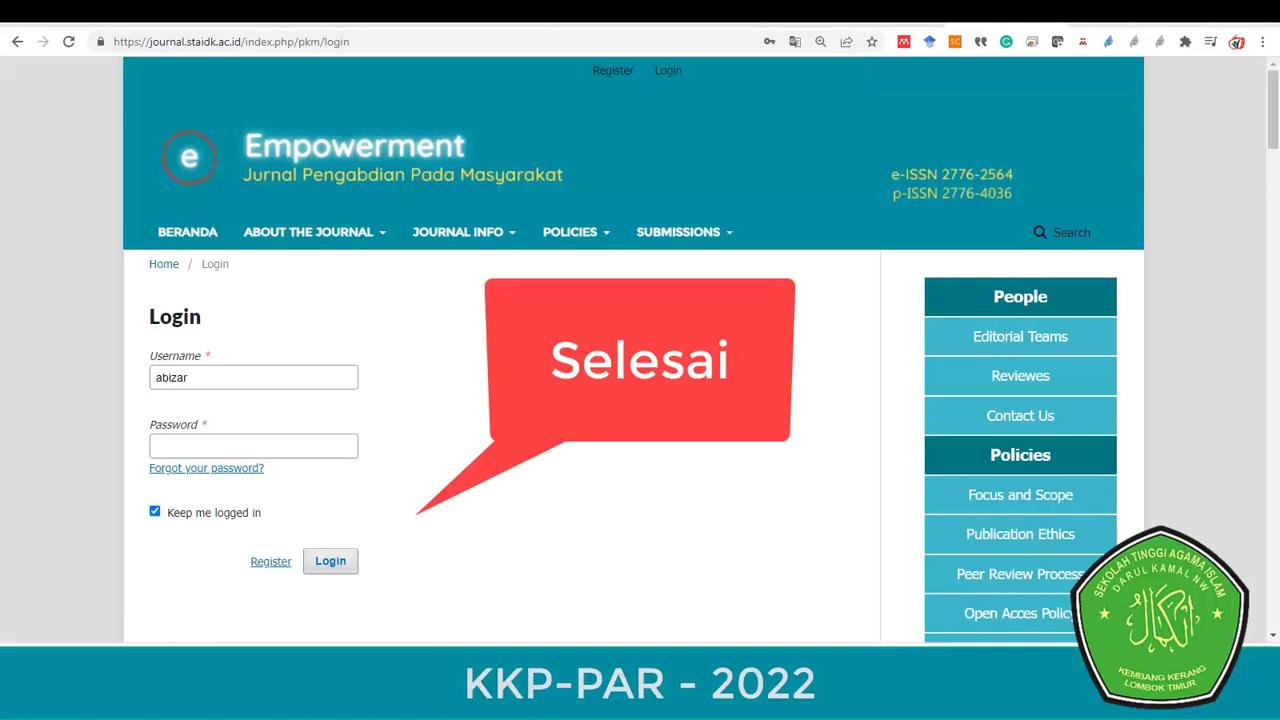 https://journal.staidk.ac.id/index.php/pkm/login
SC
Register Login
e
Empowerment
Jurnal Pengabdian Pada Masyarakat
e-ISSN 2776-2564
p-ISSN 2776-4036
BERANDA ABOUT THE JOURNAL JOURNAL INFO POLICIES SUBMISSIONS Search
Home / Login
Login
Username *
abizar
Password *
Forgot your password?
Keep me logged in
Register Login
Selesai
People
Editorial Teams
Reviewes
Contact Us
Policies
Focus and Scope
Publication Ethics
Peer Review Process
Open Acces Policy
SEKOLAH TINGGI AGAMA ISLAM
DARUL KAMAL NW
KEMBANG KERANG
LOMBOK TIMUR
KKP-PAR - 2022